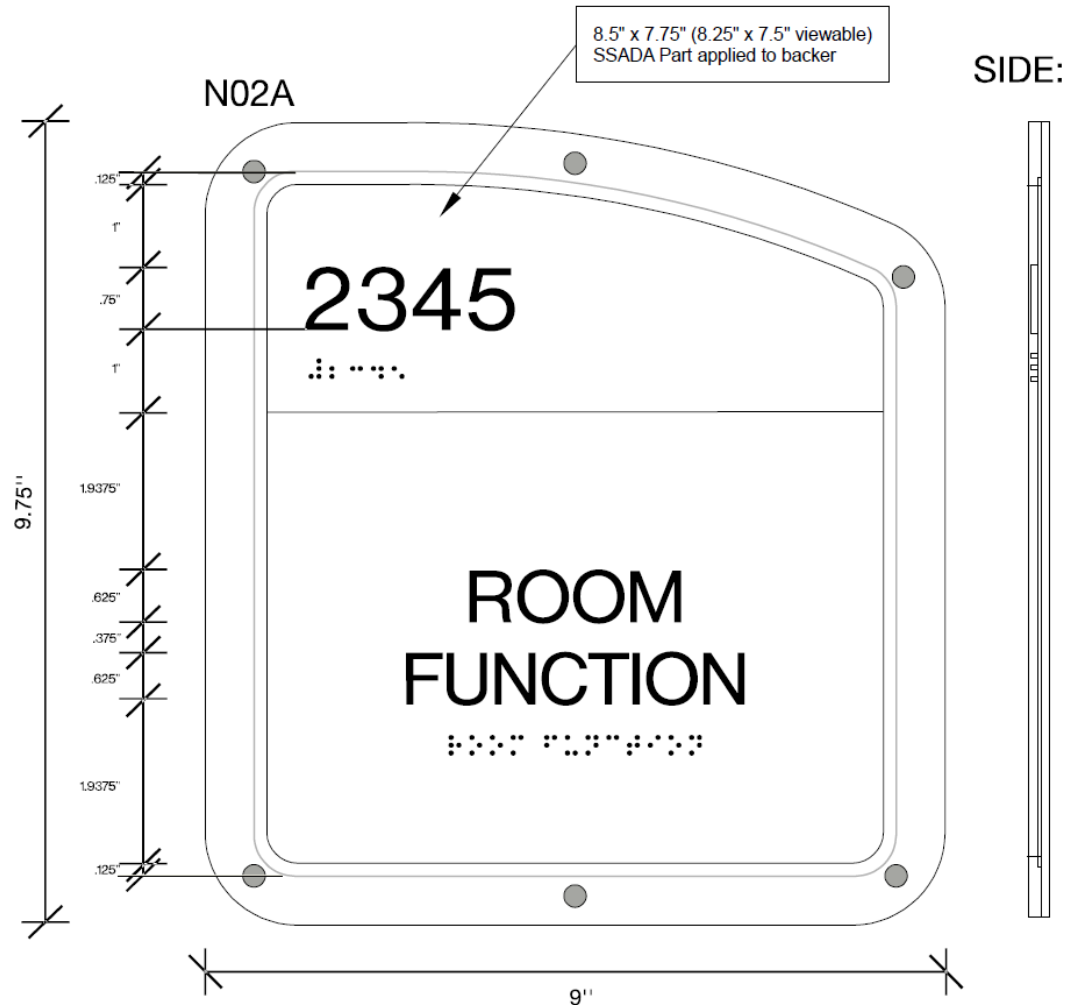 8.5" x 7.75" (8.25" x 7.5" viewable)
SSADA Part applied to backer
SIDE:
N02A
.125"
1"
.75"
1"
1.9375"
.625"
.375"
.625"
1.9375"
.125"
9.75"
2345
⠼⠃⠉⠙⠑
ROOM
FUNCTION
⠗⠕⠕⠍ ⠋⠥⠝⠉⠞⠊⠕⠝
9"